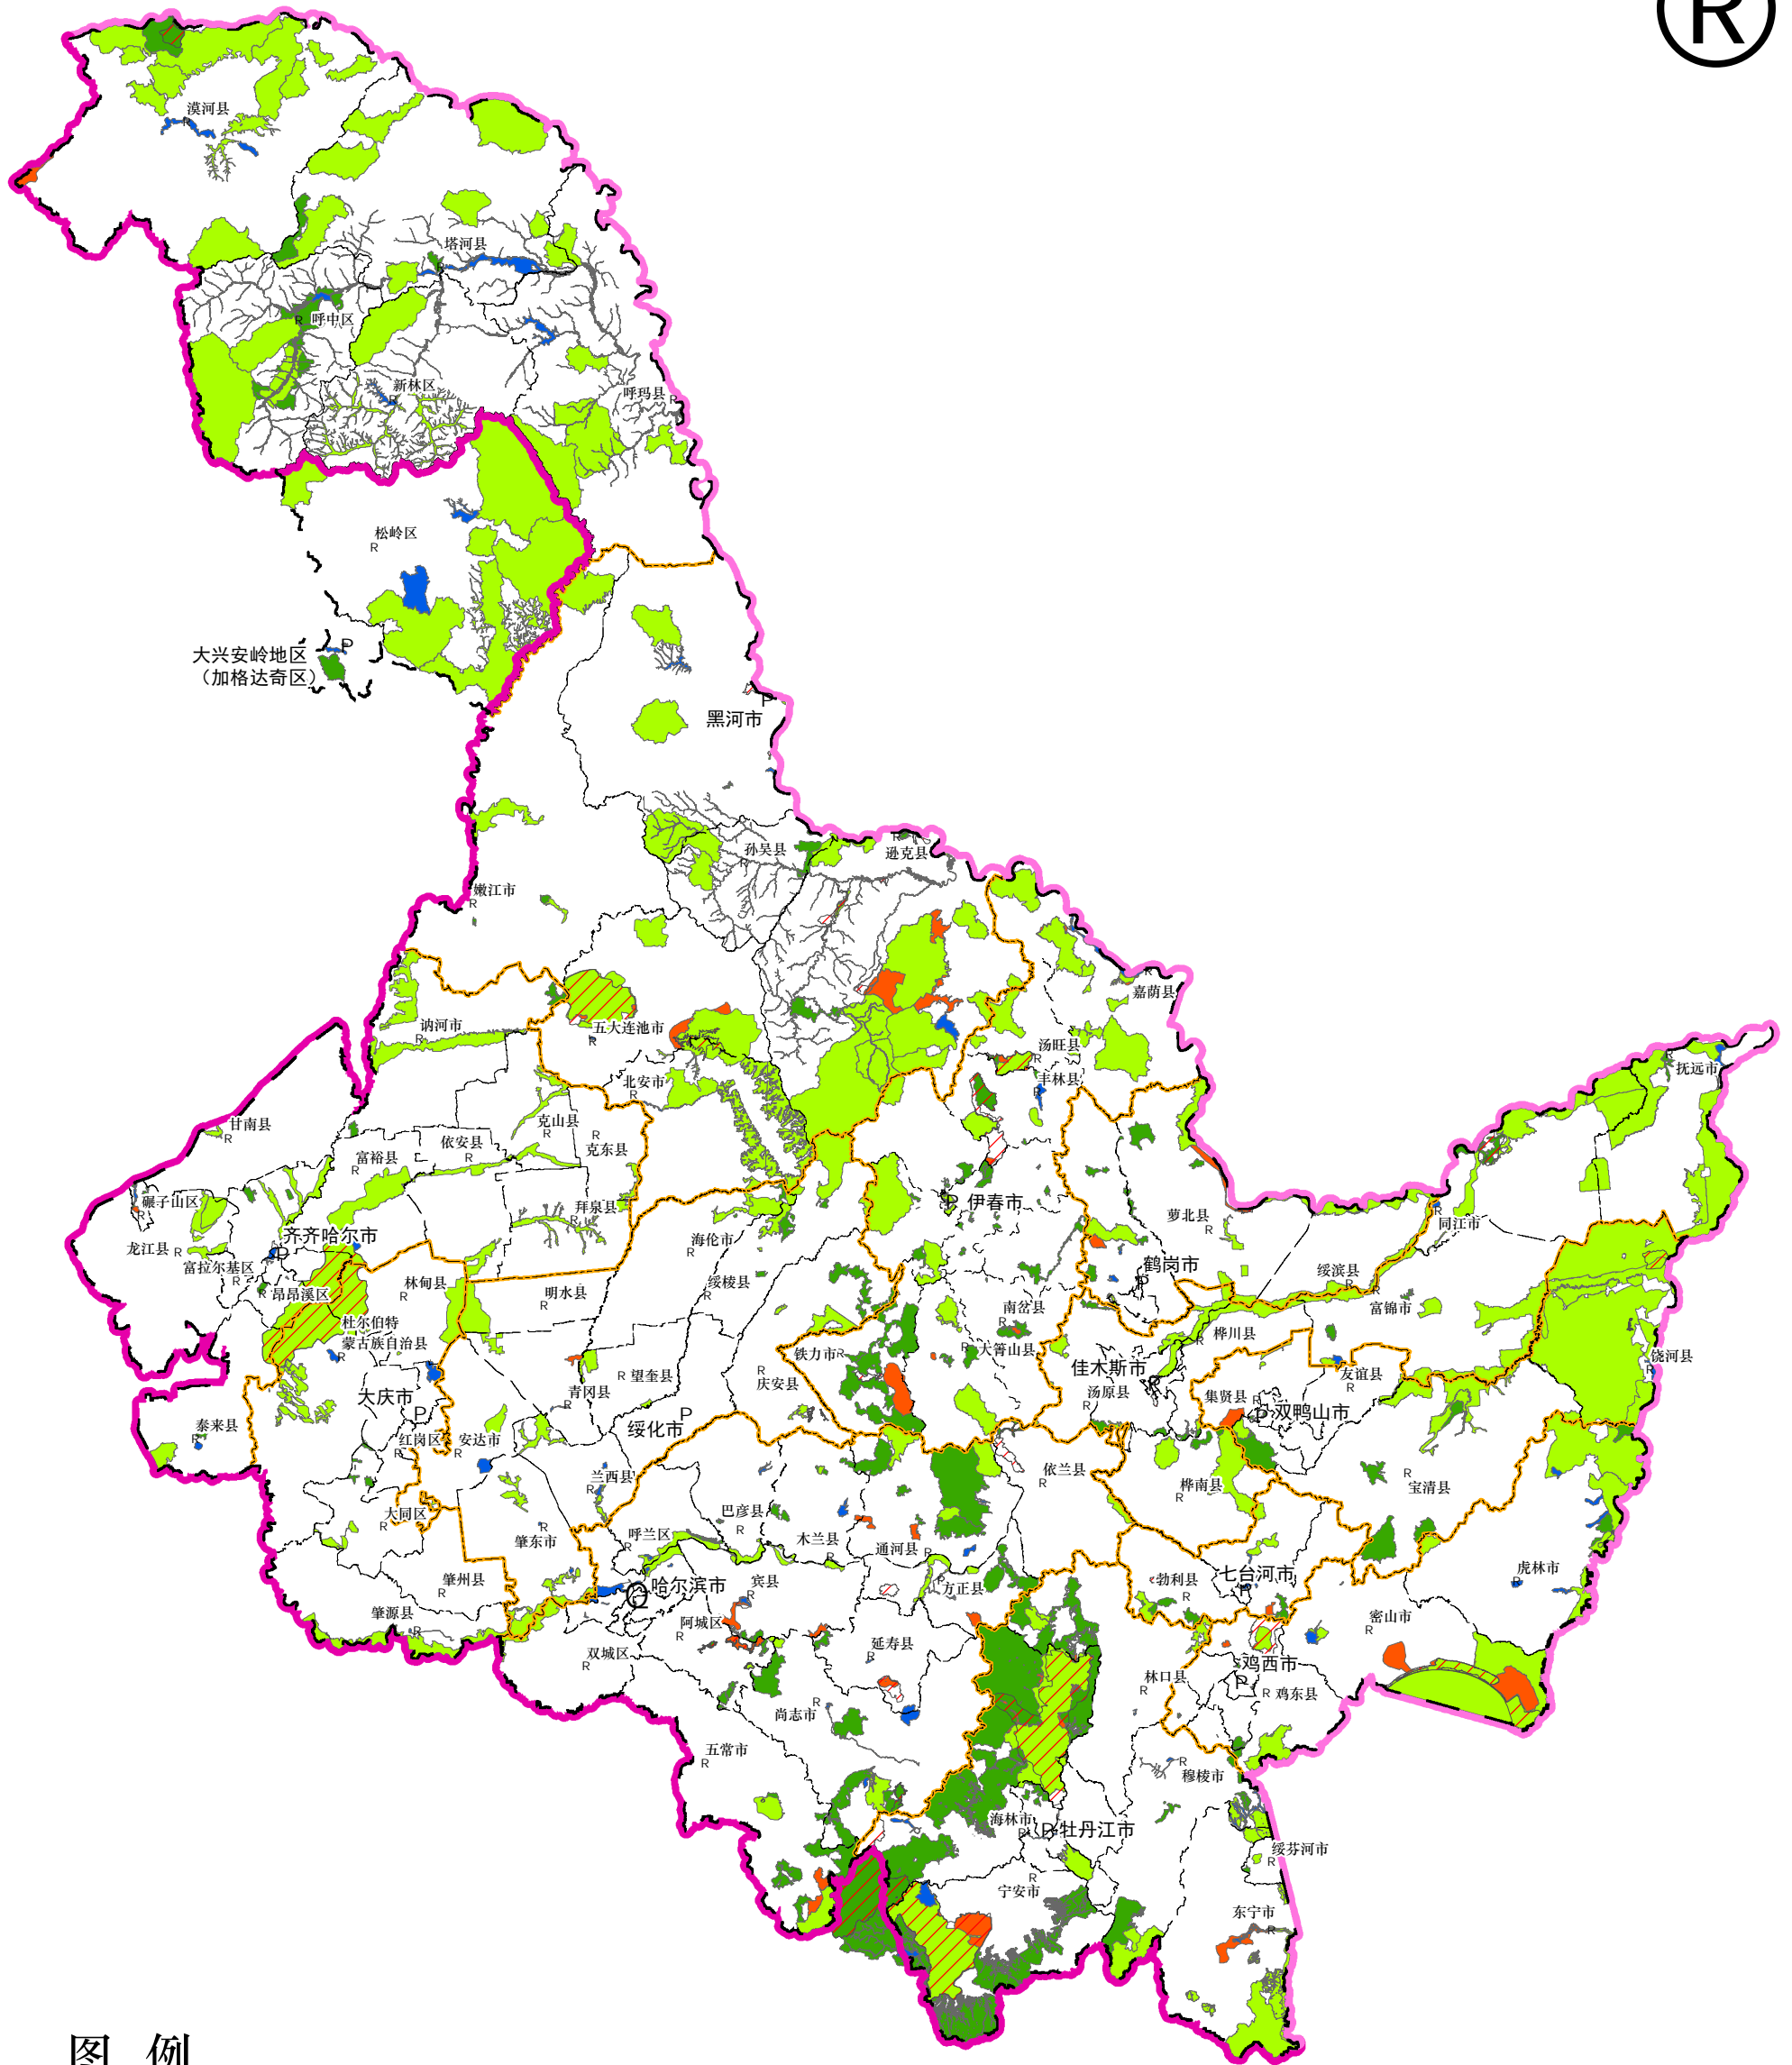 R
漠河县
R
塔河县
R
呼中区
R
新林区
R
呼玛县
R
松岭区
R
大兴安岭地区
P
（加格达奇区）
P
黑河市
孙吴县
R
R
逊克县
嫩江市
R
R
嘉荫县
讷河市
R
五大连池市
R
汤旺县
R
丰林县
R
抚远市
R
北安市
R
甘南县
R
克山县
R
R
克东县
依安县
R
富裕县
R
碾子山区
R
拜泉县
R
P
伊春市
萝北县
R
同江市
R
龙江县
R
齐齐哈尔市
P
富拉尔基区
R
昂昂溪区
R
海伦市
R
绥棱县
R
鹤岗市
P
绥滨县
R
林甸县
R
明水县
R
南岔县
R
R
富锦市
杜尔伯特
蒙古族自治县
R
桦川县
R
铁力市
R
大箐山县
R
饶河县
R
佳木斯市
P
汤原县
R
友谊县
R
大庆市
P
青冈县
R
望奎县
R
庆安县
R
集贤县
R
双鸭山市
P
泰来县
R
红岗区
R
安达市
R
绥化市
P
依兰县
R
桦南县
R
宝清县
R
兰西县
R
大同区
R
巴彦县
R
肇东市
R
呼兰区
R
木兰县
R
通河县
R
七台河市
P
虎林市
R
肇州县
R
哈尔滨市
宾县
R
方正县
R
勃利县
R
肇源县
R
阿城区
R
密山市
R
双城区
R
延寿县
R
林口县
R
鸡西市
P
鸡东县
R
尚志市
R
五常市
R
穆棱市
R
海林市
R
牡丹江市
P
绥芬河市
R
宁安市
R
东宁市
R
图 例